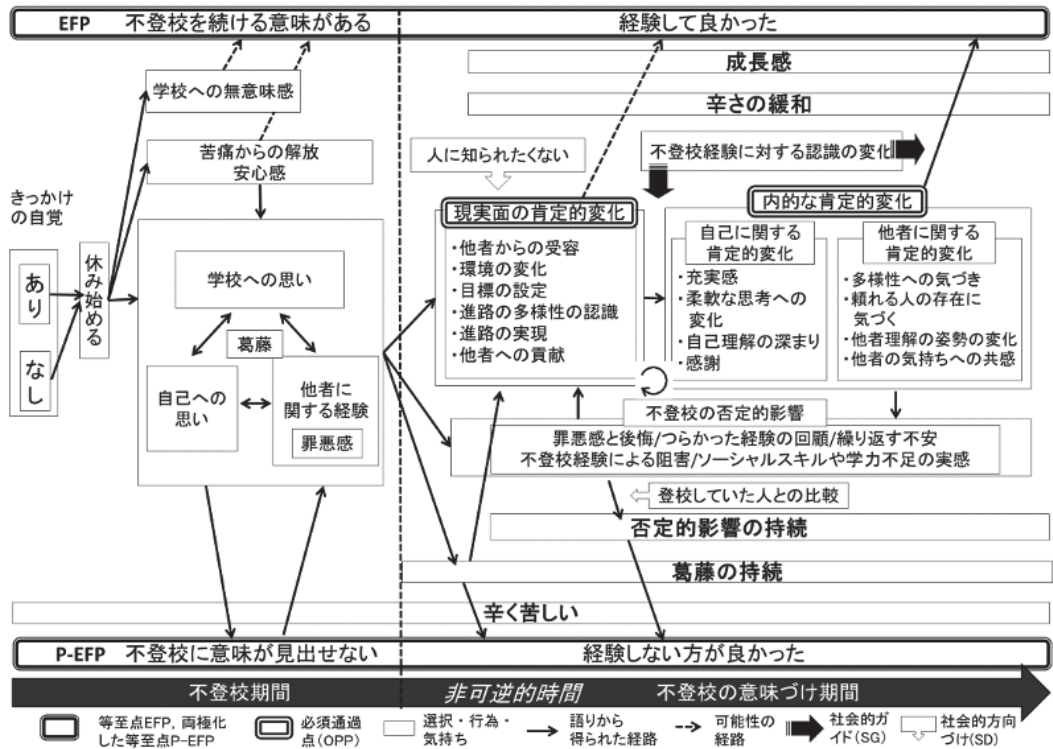 EFP 不登校を続ける意味がある
経験して良かった
成長感
学校への無意味感
辛さの緩和
苦痛からの解放
安心感
人に知られたくない
不登校経験に対する認識の変化
きっかけ
の自覚
あり
なし
休み始める
学校への思い
葛藤
自己への
思い
他者に
関する経験
罪悪感
現実面の肯定的変化
・他者からの受容
・環境の変化
・目標の設定
・進路の多様性の認識
・進路の実現
・他者への貢献
内的な肯定的変化
自己に関する
肯定的変化
・充実感
・柔軟な思考への
変化
・自己理解の深まり
・感謝
他者に関する
肯定的変化
・多様性への気づき
・頼れる人の存在に
気づく
・他者理解の姿勢の変化
・他者の気持ちへの共感
不登校の否定的影響
罪悪感と後悔/つらかった経験の回顧/繰り返す不安
不登校経験による阻害/ソーシャルスキルや学力不足の実感
登校していた人との比較
否定的影響の持続
葛藤の持続
辛く苦しい
P-EFP 不登校に意味が見出せない
経験しない方が良かった
不登校期間
非可逆的時間
不登校の意味づけ期間
等至点EFP, 両極化
した等至点P-EFP
必須通過
点(OPP)
選択・行為・
気持ち
語りから
得られた経路
可能性の
経路
社会的ガ
イド(SG)
社会的方向
づけ(SD)